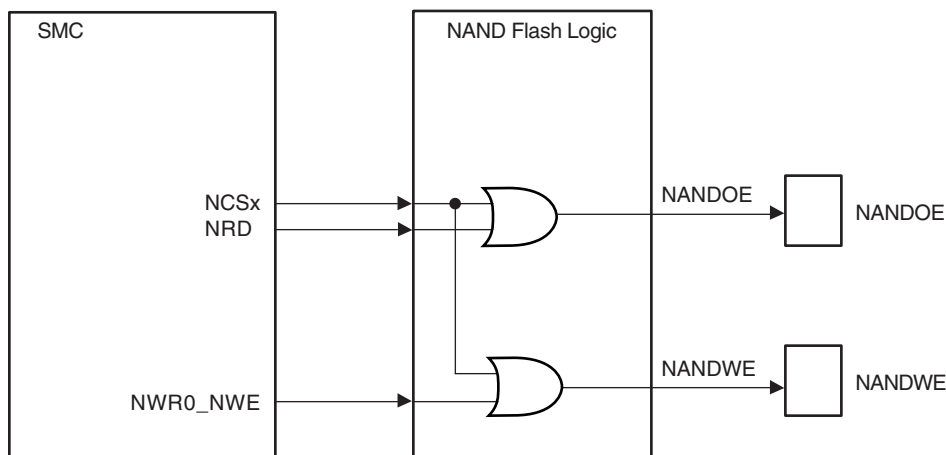 SMC
NAND Flash Logic
NCSx
NRD
NANDOE
NANDOE
NWR0_NWE
NANDWE
NANDWE